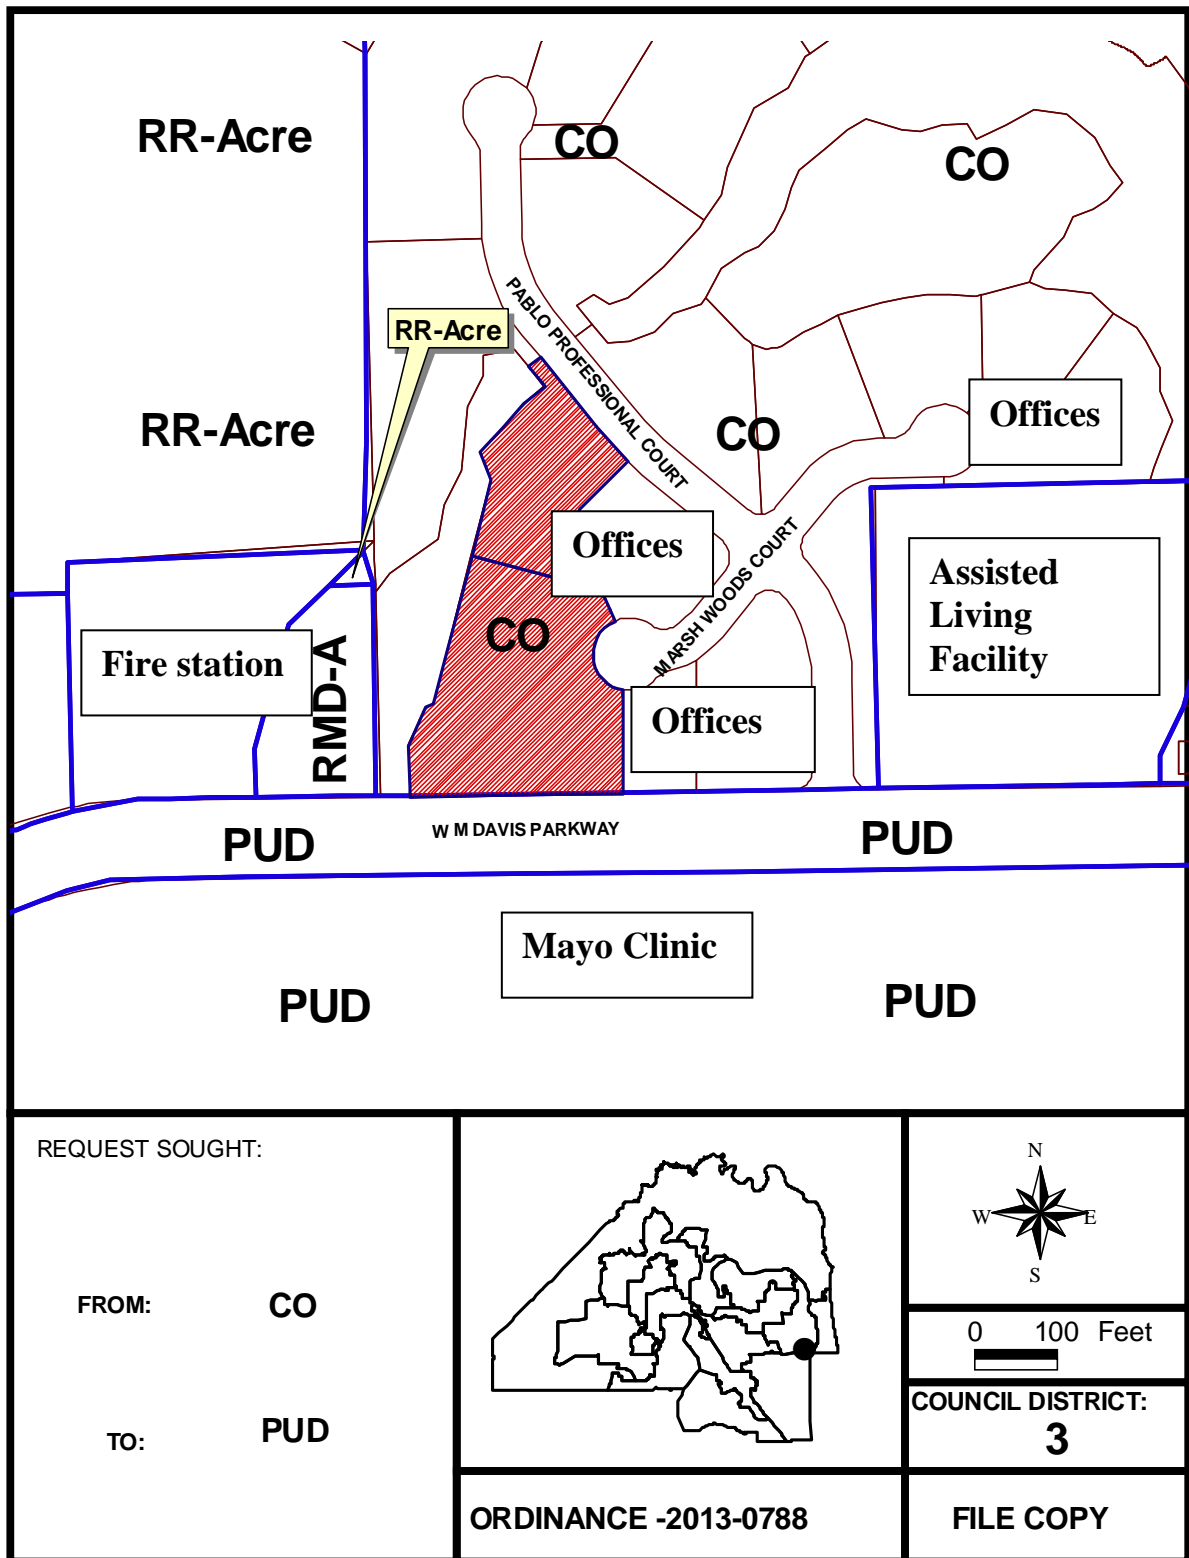 RR-Acre
CO
CO
RR-Acre
PABLO PROFESSIONAL COURT
RR-Acre
CO
Offices
Offices
MARSH WOODS COURT
Assisted
Living
Facility
Fire station
RMD-A
CO
Offices
W M DAVIS PARKWAY
PUD
PUD
Mayo Clinic
PUD
PUD
REQUEST SOUGHT:
FROM: CO
TO: PUD
N
W E
S
0 100 Feet
COUNCIL DISTRICT:
3
ORDINANCE -2013-0788
FILE COPY